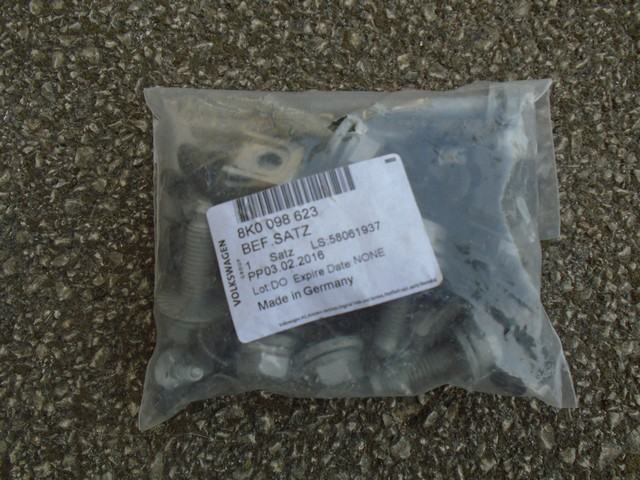 VOLKSWAGEN
8K0 098 623
BEF.SATZ
Satz LS:58061937
PP03.02.2016
Lot:DO Expire Date NONE
Made in Germany